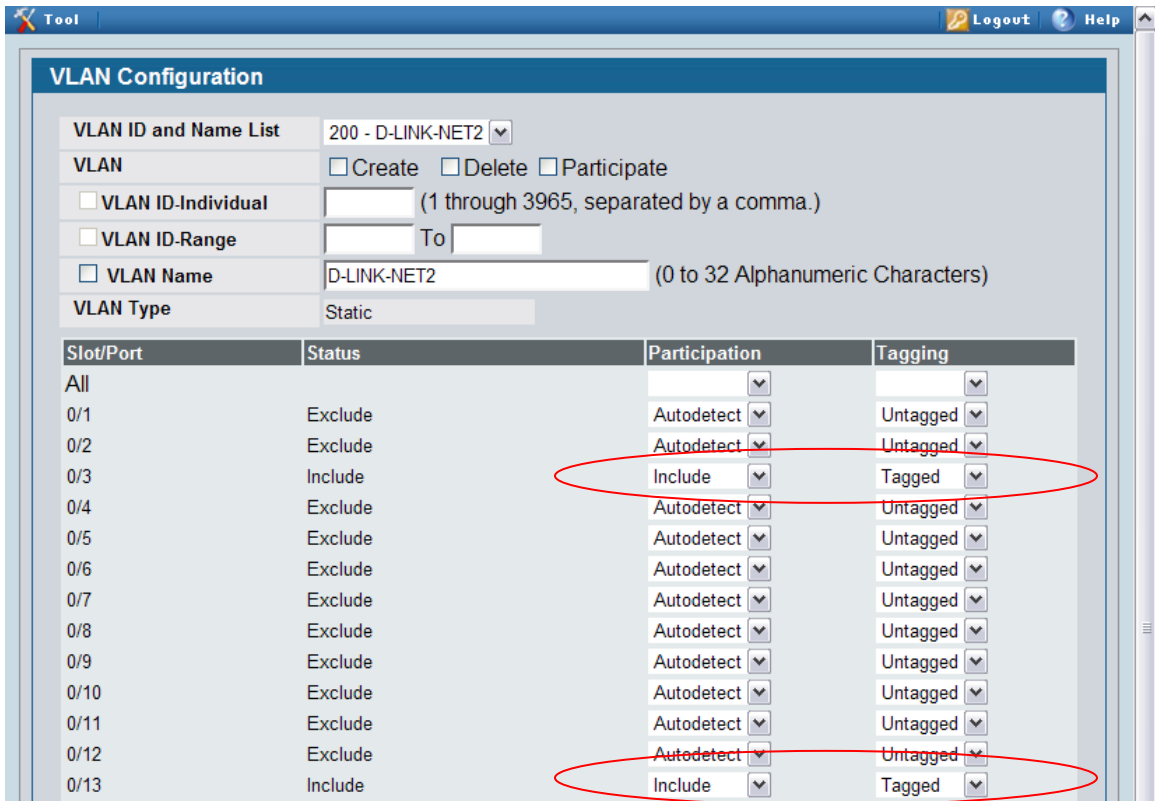 Tool Logout Help
VLAN Configuration
VLAN ID and Name List 200 - D-LINK-NET2
VLAN Create Delete Participate
VLAN ID-Individual (1 through 3965, separated by a comma.)
VLAN ID-Range To
VLAN Name D-LINK-NET2 (0 to 32 Alphanumeric Characters)
VLAN Type Static
Slot/Port Status Participation Tagging
All
0/1 Exclude Autodetect Untagged
0/2 Exclude Autodetect Untagged
0/3 Include Include Tagged
0/4 Exclude Autodetect Untagged
0/5 Exclude Autodetect Untagged
0/6 Exclude Autodetect Untagged
0/7 Exclude Autodetect Untagged
0/8 Exclude Autodetect Untagged
0/9 Exclude Autodetect Untagged
0/10 Exclude Autodetect Untagged
0/11 Exclude Autodetect Untagged
0/12 Exclude Autodetect Untagged
0/13 Include Include Tagged